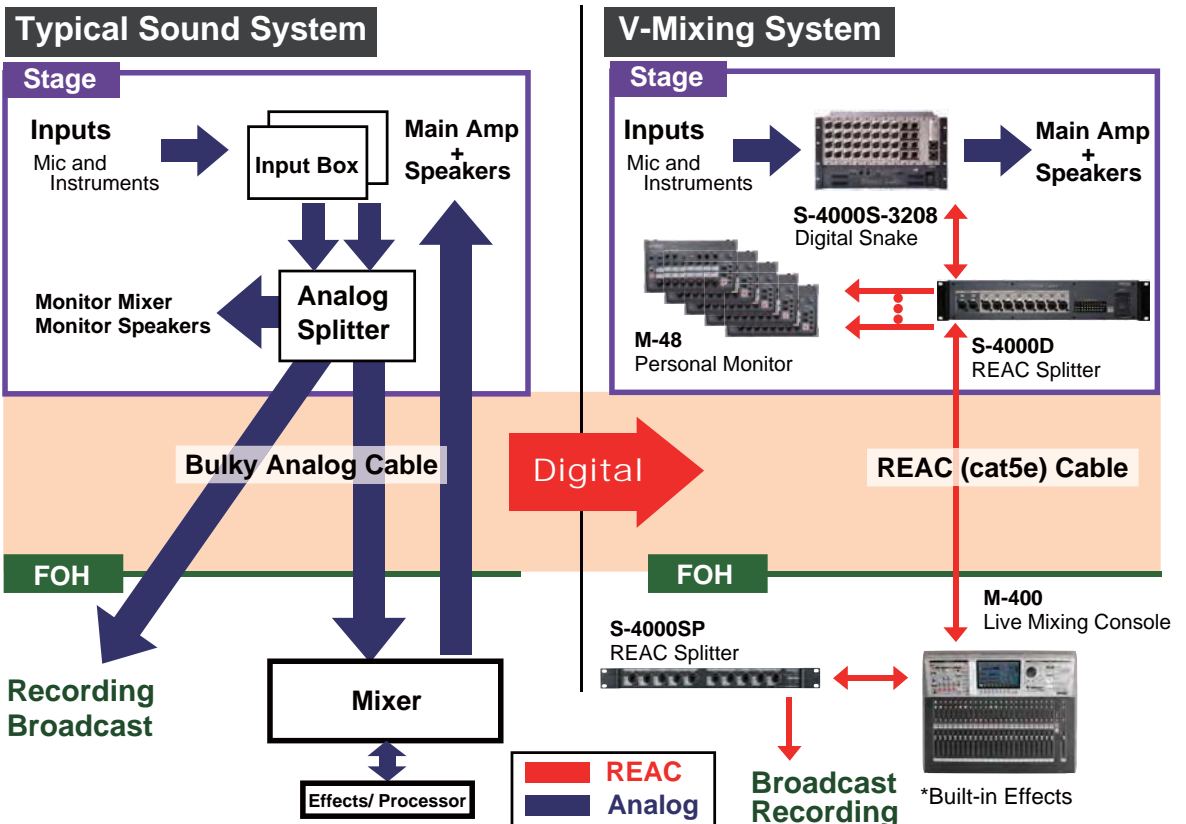 Typical Sound System
Stage
Inputs
Mic and
Instruments
Input Box
Main Amp
+
Speakers
Monitor Mixer
Monitor Speakers
Analog
Splitter
Bulky Analog Cable
FOH
Recording
Broadcast
Mixer
Effects/ Processor
Digital
REAC
Analog
V-Mixing System
Stage
Inputs
Mic and
Instruments
Main Amp
+
Speakers
S-4000S-3208
Digital Snake
M-48
Personal Monitor
S-4000D
REAC Splitter
REAC (cat5e) Cable
FOH
M-400
Live Mixing Console
S-4000SP
REAC Splitter
Broadcast
Recording
*Built-in Effects